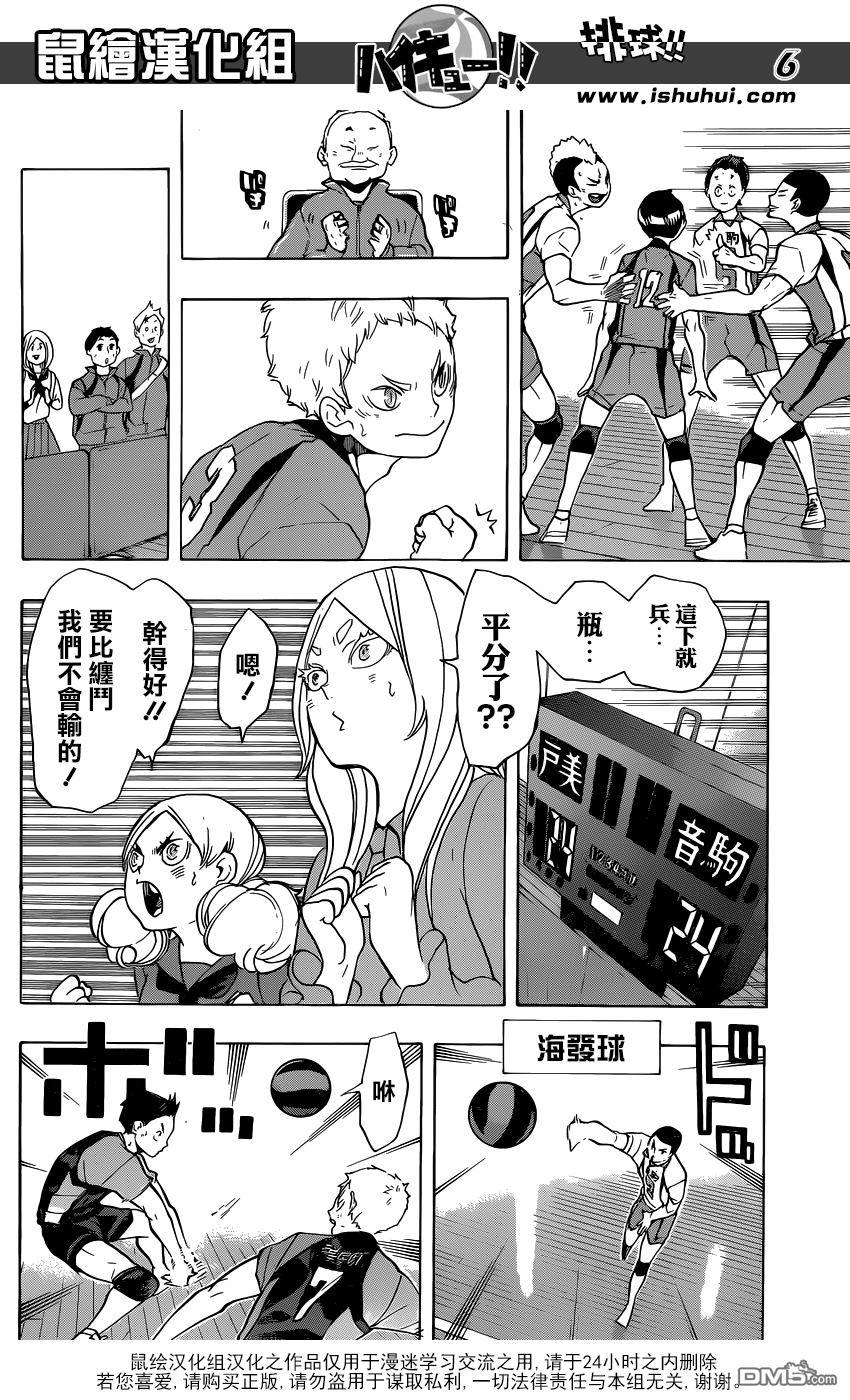 鼠繪漢化組
ハイキュー!!
排球!!
6
www.ishuhui.com
駒
12
這下就
兵…
瓶…
平分了??
嗯!
幹得好!!
要比纏鬥
我們不會輸的!
戸美
音駒
24
24
海發球
咻
7
鼠绘汉化组汉化之作品仅用于漫迷学习交流之用,请于24小时之内删除
若您喜爱,请购买正版,请勿盗用于谋取私利,一切法律责任与本组无关,谢谢。
DM5.com